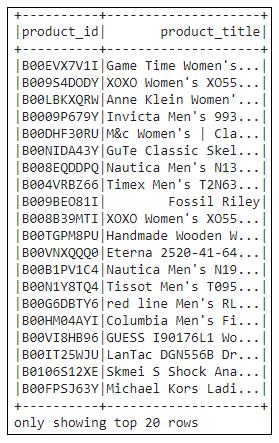 +----------+--------------------+
|product_id|       product_title|
+----------+--------------------+
|B00EVX7V1I|Game Time Women's...|
|B009S4DODY|XOXO Women's XO55...|
|B00LBKXQRW|Anne Klein Women'...|
|B0009P679Y|Invicta Men's 993...|
|B00DHF30RU|M&c Women's | Cla...|
|B00NIDA43Y|GuTe Classic Skel...|
|B008EQDDPQ|Nautica Men's N13...|
|B004VRBZ66|Timex Men's T2N63...|
|B009BEO81I|        Fossil Riley|
|B008B39MTI|XOXO Women's XO55...|
|B00TGPM8PU|Handmade Wooden W...|
|B00VNXQQQ0|Eterna 2520-41-64...|
|B00B1PV1C4|Nautica Men's N19...|
|B00N1Y8TQ4|Tissot Men's T095...|
|B00G6DBTY6|red line Men's RL...|
|B00HM04AYI|Columbia Men's Fi...|
|B00VI8HB96|GUESS I90176L1 Wo...|
|B00IT25WJU|LanTac DGN556B Dr...|
|B0106S12XE|Skmei S Shock Ana...|
|B00FPSJ63Y|Michael Kors Ladi...|
+----------+--------------------+
only showing top 20 rows